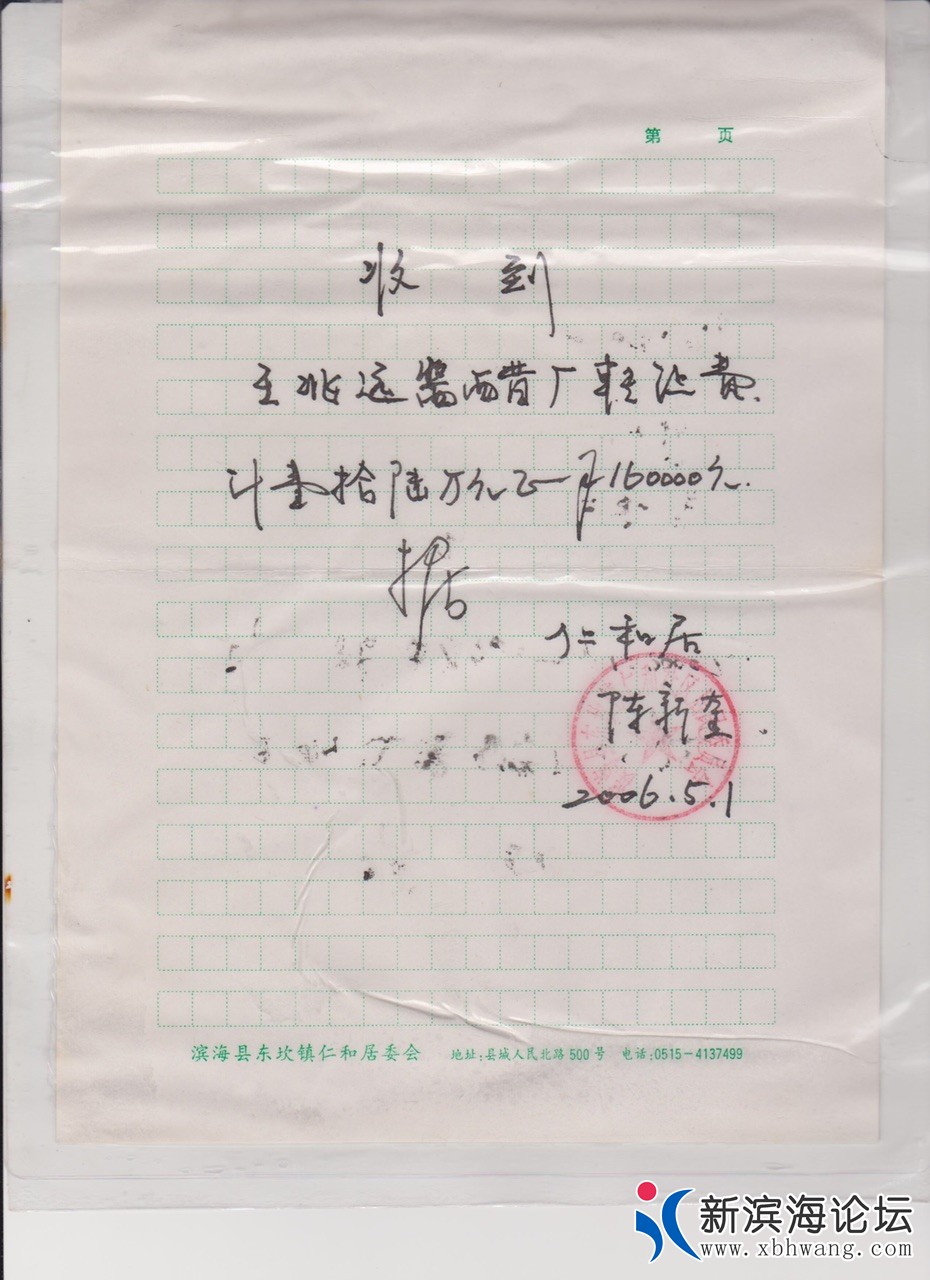 第 页
收 到
王兆远酱醋厂转让费.
计壹拾陆万元正 ¥160000元.
据
仁和居
陈新奎
2006.5.1
滨海县东坎镇仁和居委会 地址:县城人民北路500号 电话:0515-4137499
新滨海论坛
www.xbhwang.com